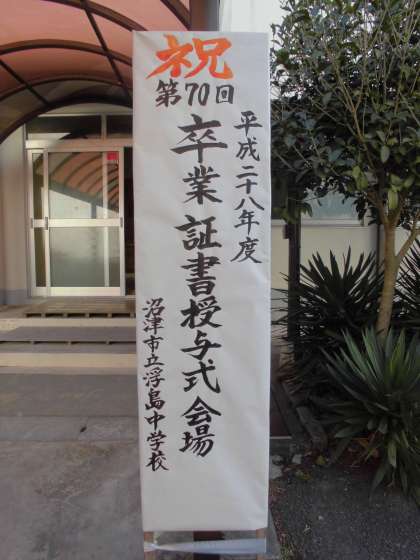 祝
第70回
平成二十八年度
卒業証書授与式会場
沼津市立浮島中学校